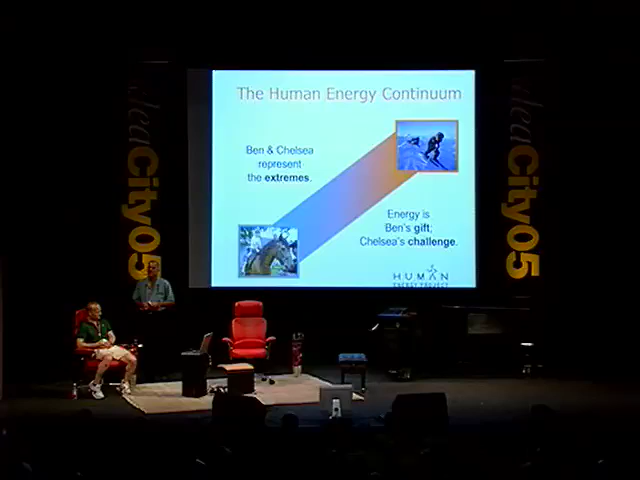 The Human Energy Continuum
Ben & Chelsea
represent
the extremes.
Energy is
Ben's gift;
Chelsea's challenge.
HUMAN
ENERGY PROJECT
ideaCity05
ideaCity05